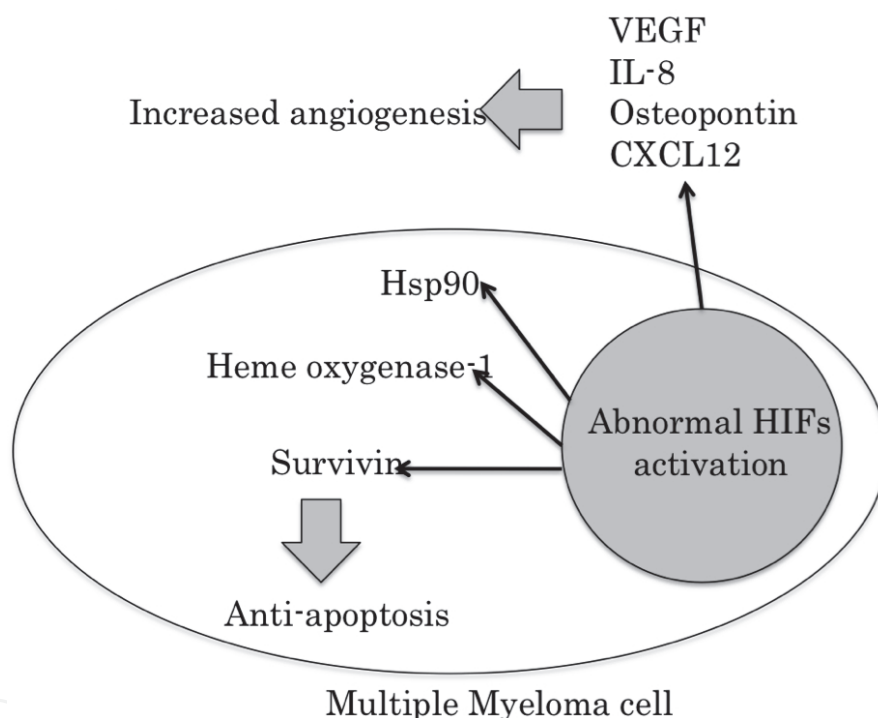 VEGF
IL-8
Increased angiogenesis
Osteopontin
CXCL12
Hsp90
Heme oxygenase-1
Abnormal HIFs
activation
Survivin
Anti-apoptosis
Multiple Myeloma cell